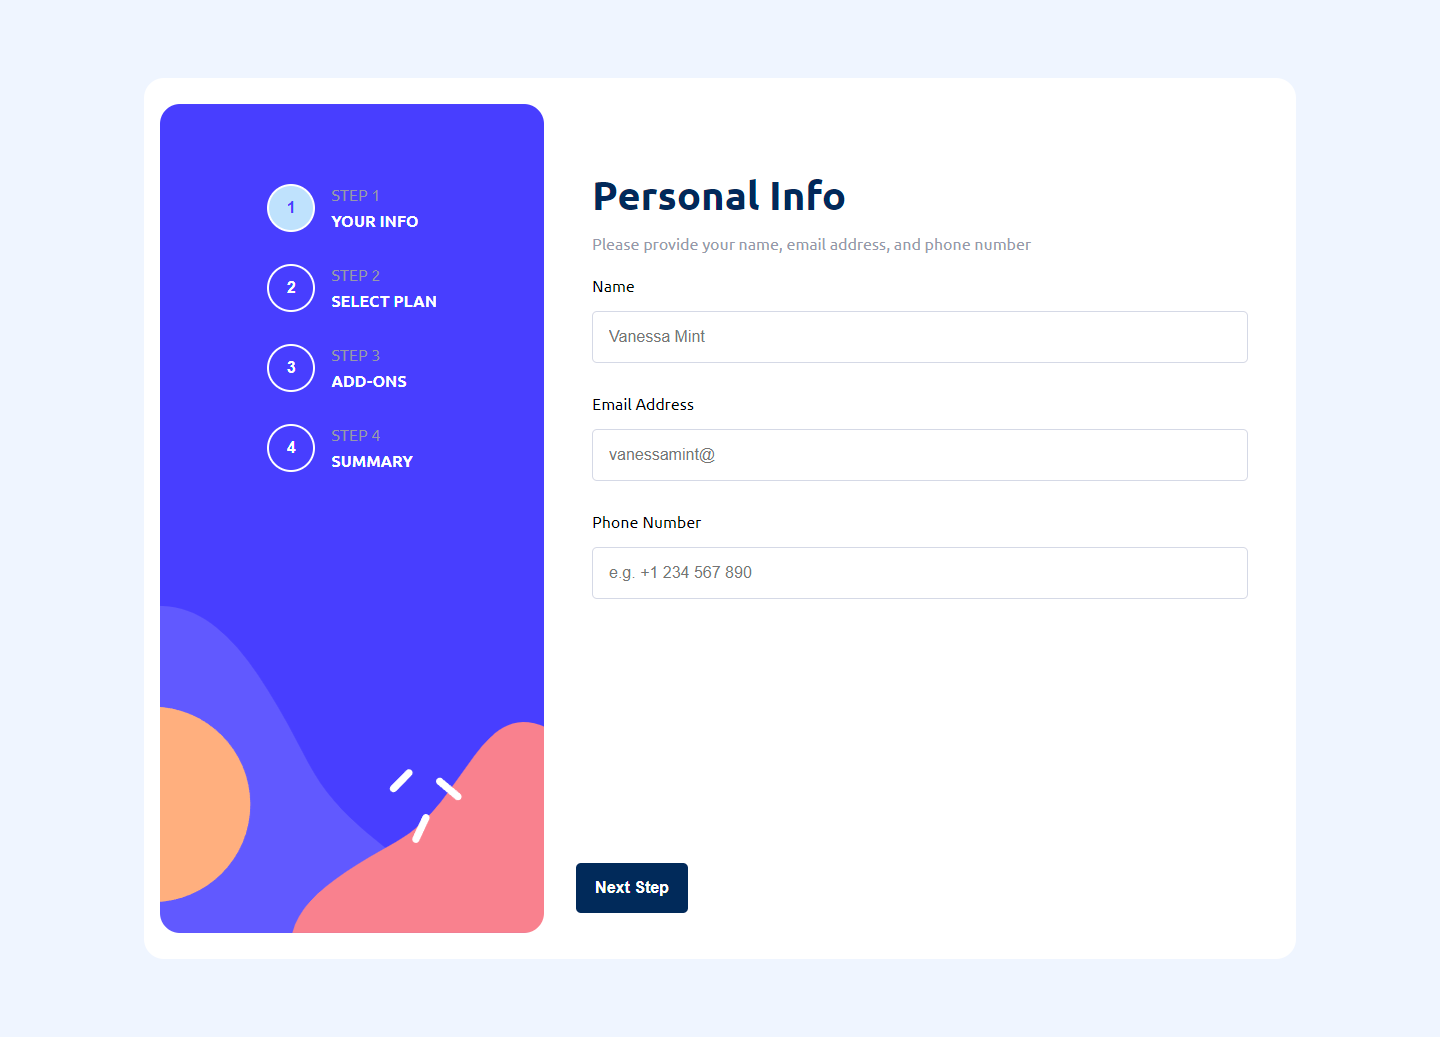 1
STEP 1
YOUR INFO
2
STEP 2
SELECT PLAN
3
STEP 3
ADD-ONS
4
STEP 4
SUMMARY
Personal Info
Please provide your name, email address, and phone number
Name
Vanessa Mint
Email Address
vanessamint@
Phone Number
e.g. +1 234 567 890
Next Step